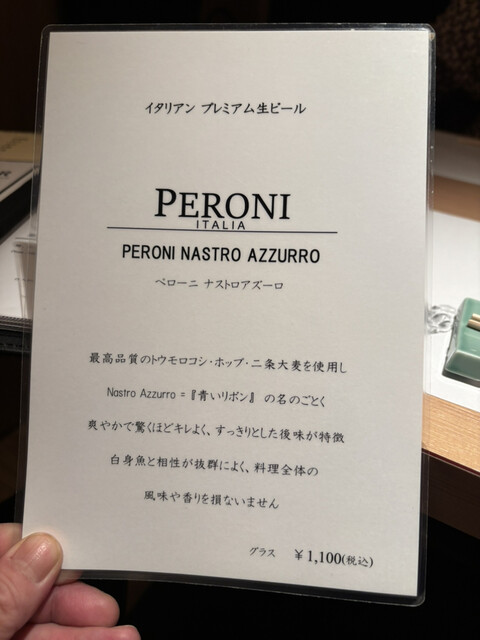 イタリアン プレミアム生ビール
PERONI
ITALIA
PERONI NASTRO AZZURRO
ペローニ ナストロアズーロ
最高品質のトウモロコシ・ホップ・二条大麦を使用し
Nastro Azzurro =『青いリボン』 の名のごとく
爽やかで驚くほどキレよく、すっきりとした後味が特徴
白身魚と相性が抜群によく、料理全体の
風味や香りを損ないません
グラス ¥1,100(税込)